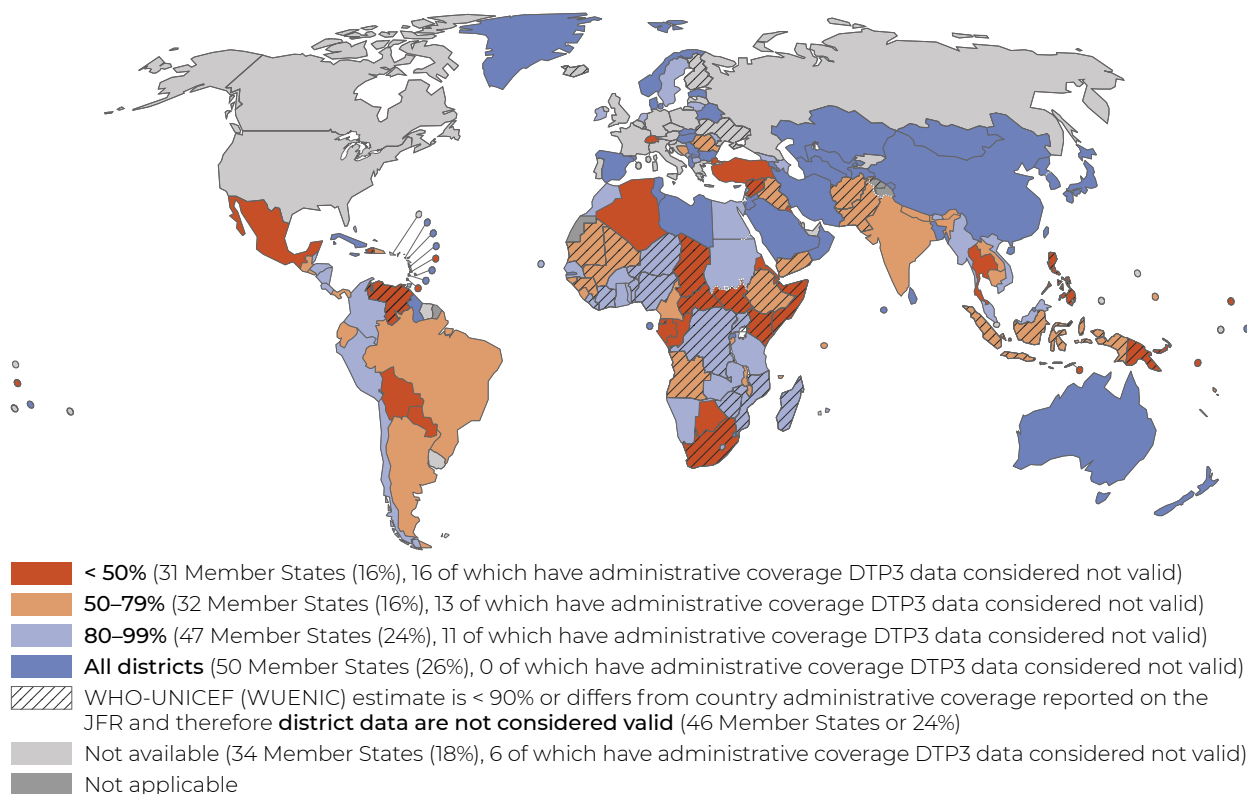 < 50% (31 Member States (16%), 16 of which have administrative coverage DTP3 data considered not valid)
50–79% (32 Member States (16%), 13 of which have administrative coverage DTP3 data considered not valid)
80–99% (47 Member States (24%), 11 of which have administrative coverage DTP3 data considered not valid)
All districts (50 Member States (26%), 0 of which have administrative coverage DTP3 data considered not valid)
WHO-UNICEF (WUENIC) estimate is < 90% or differs from country administrative coverage reported on the
JFR and therefore district data are not considered valid (46 Member States or 24%)
Not available (34 Member States (18%), 6 of which have administrative coverage DTP3 data considered not valid)
Not applicable